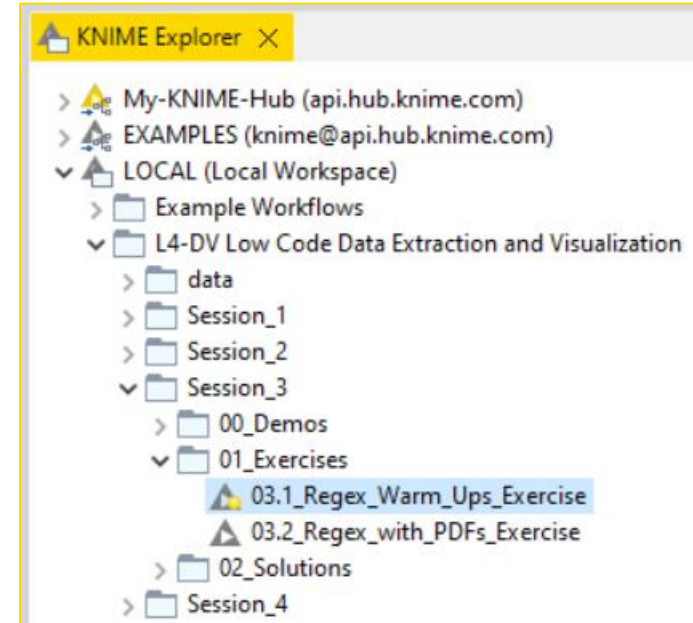 KNIME Explorer
My-KNIME-Hub (api.hub.knime.com)
EXAMPLES (knime@api.hub.knime.com)
LOCAL (Local Workspace)
Example Workflows
L4-DV Low Code Data Extraction and Visualization
data
Session_1
Session_2
Session_3
00_Demos
01_Exercises
03.1_Regex_Warm_Ups_Exercise
03.2_Regex_with_PDFs_Exercise
02_Solutions
Session_4